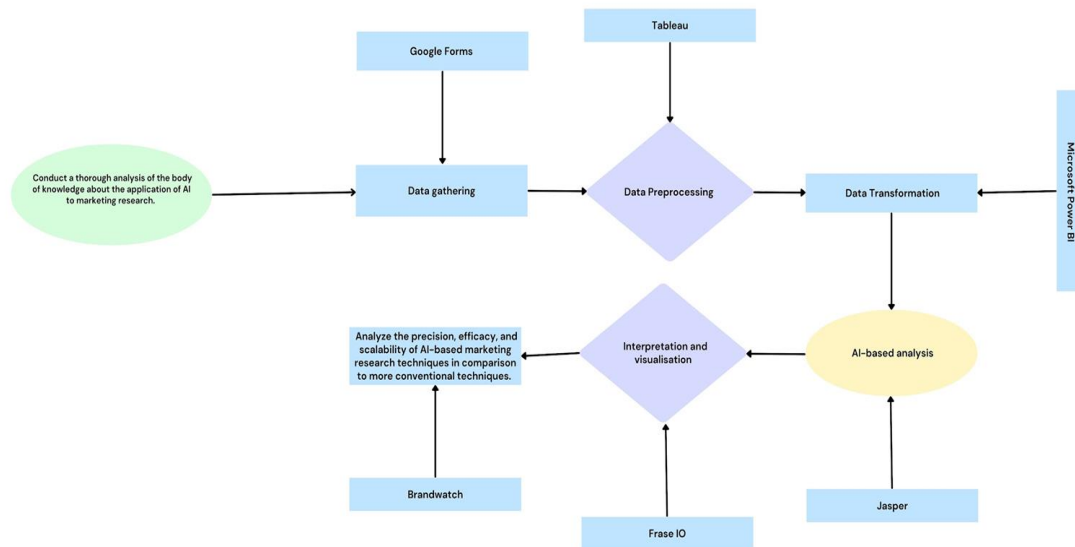 Tableau
Google Forms
Microsoft Power BI
Conduct a thorough analysis of the body
of knowledge about the application of AI
to marketing research.
Data gathering
Data Preprocessing
Data Transformation
Analyze the precision, efficacy, and
scalability of AI-based marketing
research techniques in comparison
to more conventional techniques.
Interpretation and
visualisation
AI-based analysis
Brandwatch
Frase IO
Jasper